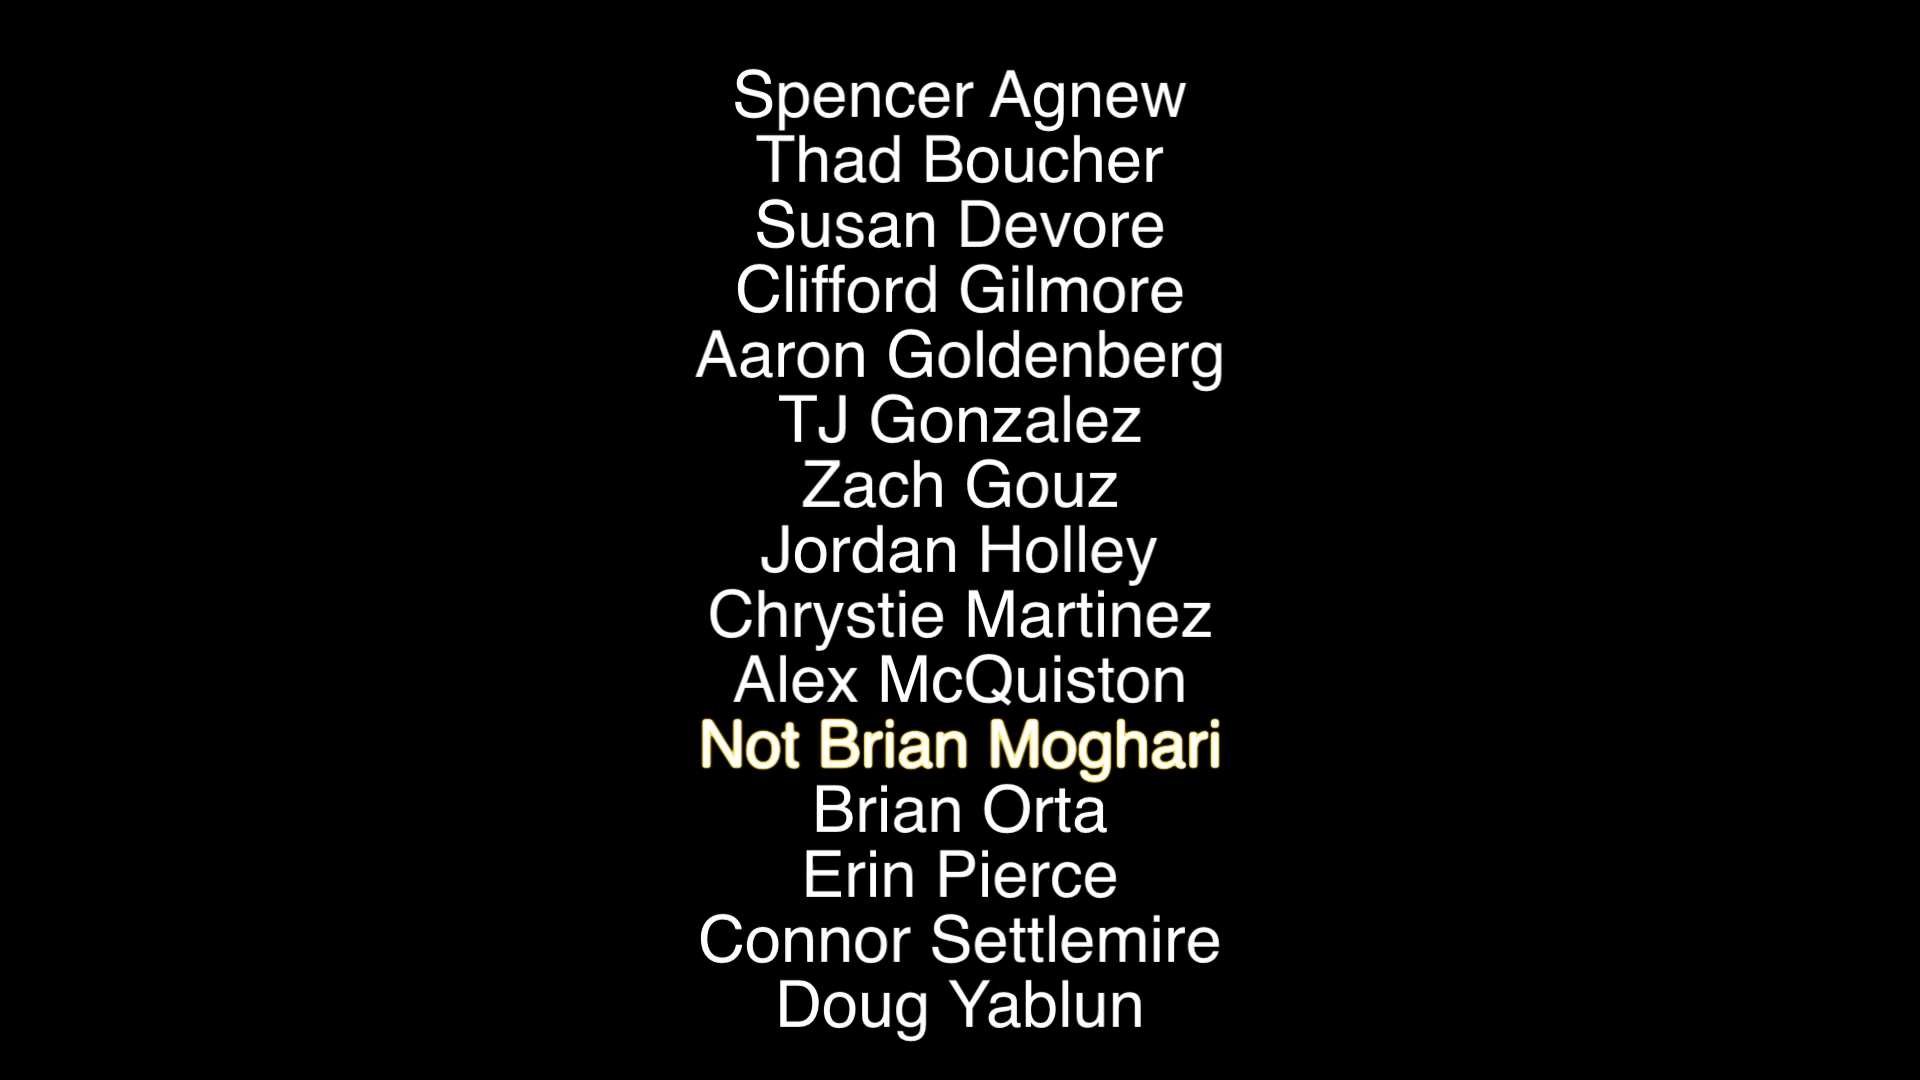 Spencer Agnew
Thad Boucher
Susan Devore
Clifford Gilmore
Aaron Goldenberg
TJ Gonzalez
Zach Gouz
Jordan Holley
Chrystie Martinez
Alex McQuiston
Not Brian Moghari
Brian Orta
Erin Pierce
Connor Settlemire
Doug Yablun